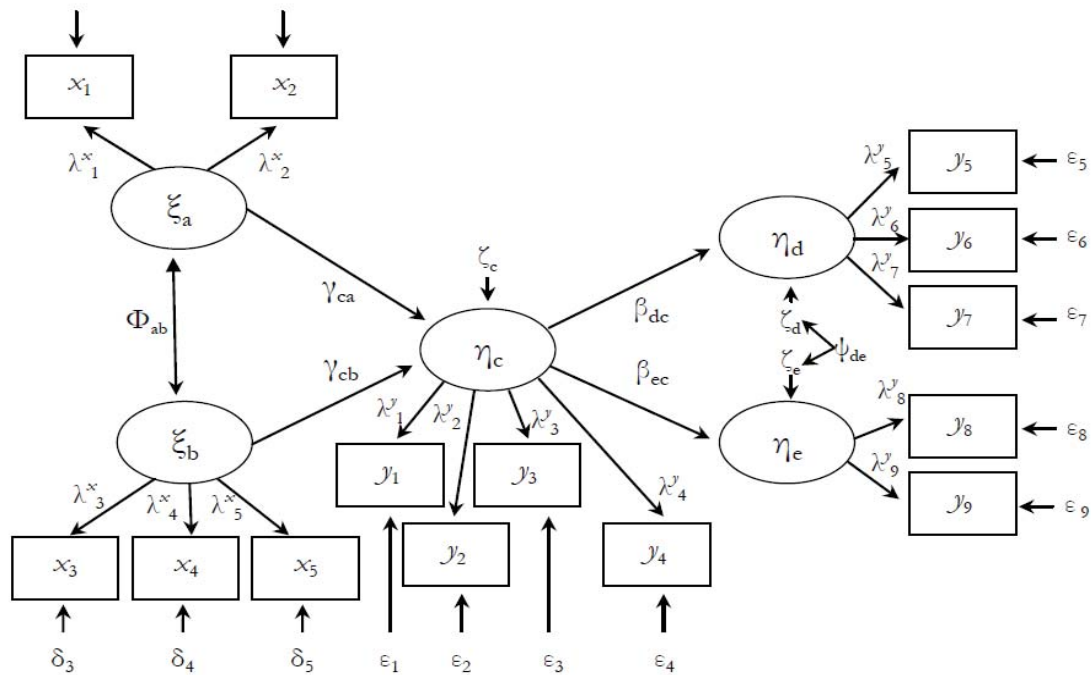 x₁ x₂
λˣ₁ λˣ₂
ξₐ
Φₐb
ξb
λˣ₃ λˣ₄ λˣ₅
x₃ x₄ x₅
δ₃ δ₄ δ₅
γca
γcb
ζc
ηc
λʸ₁ λʸ₂ λʸ₃ λʸ₄
y₁ y₃
y₂ y₄
ε₁ ε₂ ε₃ ε₄
βdc
βec
ηd
ζd
ψde
ζe
ηe
λʸ₅ y₅ ε₅
λʸ₆ y₆ ε₆
λʸ₇ y₇ ε₇
λʸ₈ y₈ ε₈
λʸ₉ y₉ ε₉